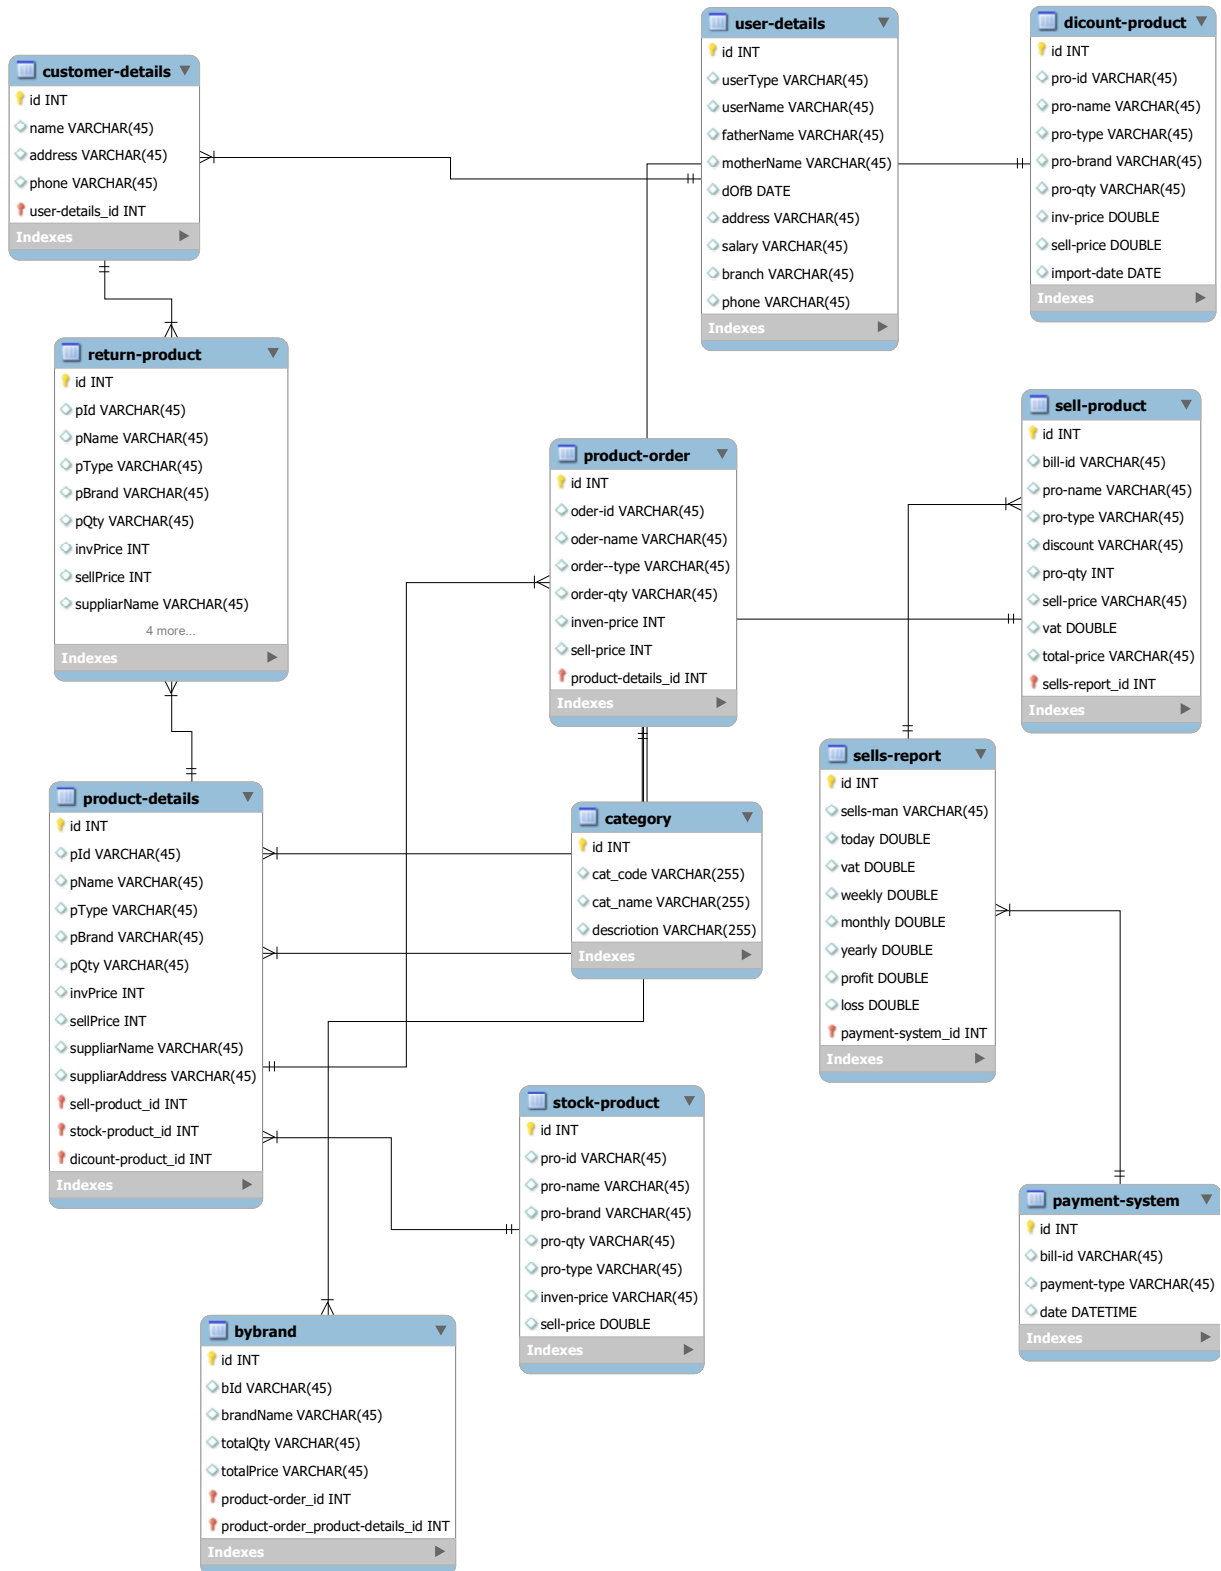 customer-details
id INT
name VARCHAR(45)
address VARCHAR(45)
phone VARCHAR(45)
user-details_id INT
Indexes
user-details
id INT
userType VARCHAR(45)
userName VARCHAR(45)
fatherName VARCHAR(45)
motherName VARCHAR(45)
dOfB DATE
address VARCHAR(45)
salary VARCHAR(45)
branch VARCHAR(45)
phone VARCHAR(45)
Indexes
dicount-product
id INT
pro-id VARCHAR(45)
pro-name VARCHAR(45)
pro-type VARCHAR(45)
pro-brand VARCHAR(45)
pro-qty VARCHAR(45)
inv-price DOUBLE
sell-price DOUBLE
import-date DATE
Indexes
return-product
id INT
pId VARCHAR(45)
pName VARCHAR(45)
pType VARCHAR(45)
pBrand VARCHAR(45)
pQty VARCHAR(45)
invPrice INT
sellPrice INT
suppliarName VARCHAR(45)
4 more...
Indexes
product-order
id INT
oder-id VARCHAR(45)
oder-name VARCHAR(45)
order--type VARCHAR(45)
order-qty VARCHAR(45)
inven-price INT
sell-price INT
product-details_id INT
Indexes
sell-product
id INT
bill-id VARCHAR(45)
pro-name VARCHAR(45)
pro-type VARCHAR(45)
discount VARCHAR(45)
pro-qty INT
sell-price VARCHAR(45)
vat DOUBLE
total-price VARCHAR(45)
sells-report_id INT
Indexes
product-details
id INT
pId VARCHAR(45)
pName VARCHAR(45)
pType VARCHAR(45)
pBrand VARCHAR(45)
pQty VARCHAR(45)
invPrice INT
sellPrice INT
suppliarName VARCHAR(45)
suppliarAddress VARCHAR(45)
sell-product_id INT
stock-product_id INT
dicount-product_id INT
Indexes
category
id INT
cat_code VARCHAR(255)
cat_name VARCHAR(255)
descriotion VARCHAR(255)
Indexes
sells-report
id INT
sells-man VARCHAR(45)
today DOUBLE
vat DOUBLE
weekly DOUBLE
monthly DOUBLE
yearly DOUBLE
profit DOUBLE
loss DOUBLE
payment-system_id INT
Indexes
stock-product
id INT
pro-id VARCHAR(45)
pro-name VARCHAR(45)
pro-brand VARCHAR(45)
pro-qty VARCHAR(45)
pro-type VARCHAR(45)
inven-price VARCHAR(45)
sell-price DOUBLE
Indexes
payment-system
id INT
bill-id VARCHAR(45)
payment-type VARCHAR(45)
date DATETIME
Indexes
bybrand
id INT
bId VARCHAR(45)
brandName VARCHAR(45)
totalQty VARCHAR(45)
totalPrice VARCHAR(45)
product-order_id INT
product-order_product-details_id INT
Indexes